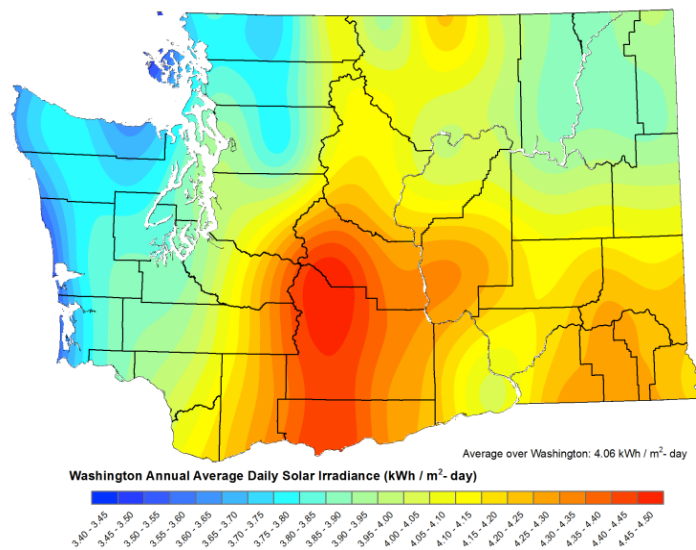 Average over Washington: 4.06 kWh / m²- day
Washington Annual Average Daily Solar Irradiance (kWh / m²- day)
3.40 - 3.45
3.45 - 3.50
3.50 - 3.55
3.55 - 3.60
3.60 - 3.65
3.65 - 3.70
3.70 - 3.75
3.75 - 3.80
3.80 - 3.85
3.85 - 3.90
3.90 - 3.95
3.95 - 4.00
4.00 - 4.05
4.05 - 4.10
4.10 - 4.15
4.15 - 4.20
4.20 - 4.25
4.25 - 4.30
4.30 - 4.35
4.35 - 4.40
4.40 - 4.45
4.45 - 4.50